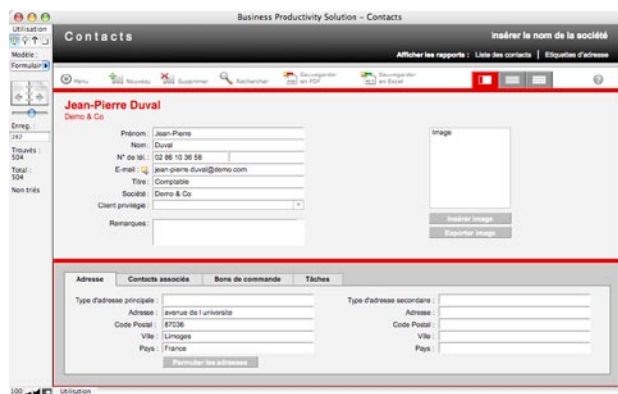 Business Productivity Solution - Contacts
Utilisation
Contacts
Insérer le nom de la société
Modèle :
Formulair
Afficher les rapports : Liste des contacts | Etiquettes d'adresse
Menu Nouveau Supprimer Rechercher Sauvegarder en PDF Sauvegarder en Excel
Jean-Pierre Duval
Demo & Co
Enreg. :
Trouvés :
504
Total :
504
Non triés
Prénom : Jean-Pierre
Nom : Duval
N° de tél. : 02 86 10 36 58
E-mail : jean-pierre.duval@demo.com
Titre : Comptable
Société : Demo & Co
Client privilégié :
Remarques :
Image
Insérer image
Exporter image
Adresse Contacts associés Bons de commande Tâches
Type d'adresse principale : Type d'adresse secondaire :
Adresse : avenue de l universite Adresse :
Code Postal : 87036 Code Postal :
Ville : Limoges Ville :
Pays : France Pays :
Permuter les adresses
100 Utilisation